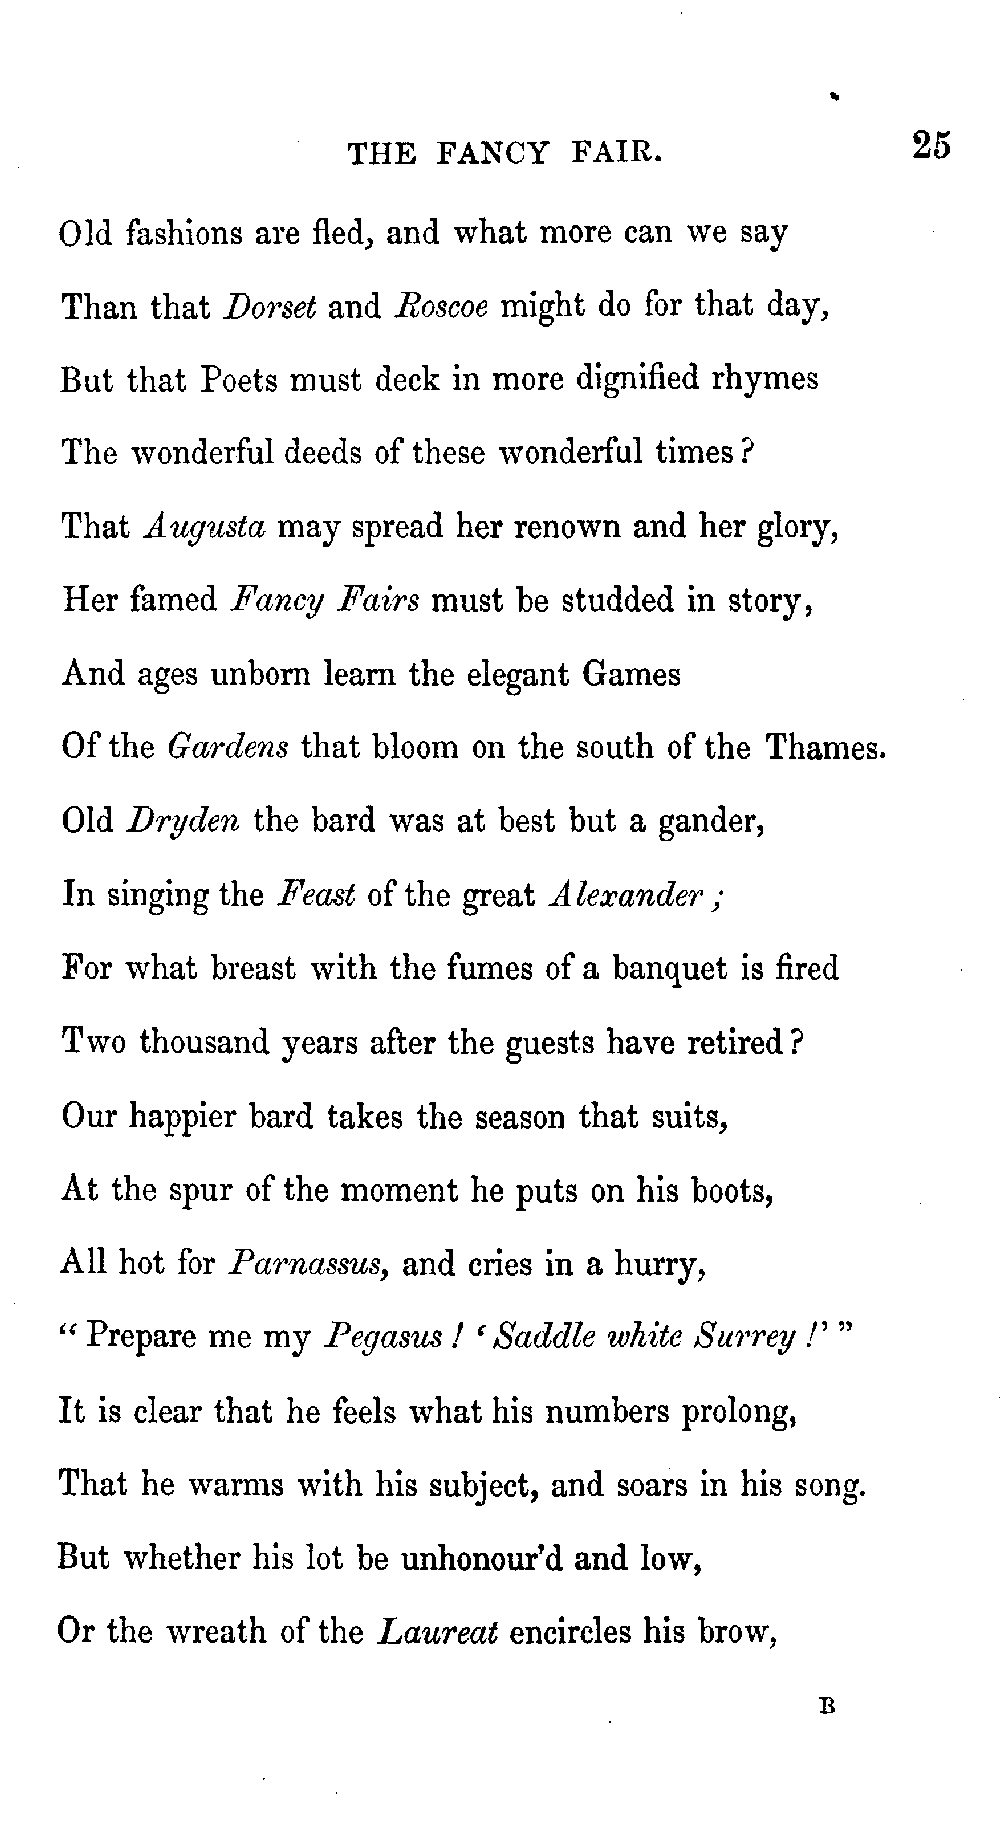 THE FANCY FAIR. 25
Old fashions are fled, and what more can we say
Than that Dorset and Roscoe might do for that day,
But that Poets must deck in more dignified rhymes
The wonderful deeds of these wonderful times?
That Augusta may spread her renown and her glory,
Her famed Fancy Fairs must be studded in story,
And ages unborn learn the elegant Games
Of the Gardens that bloom on the south of the Thames.
Old Dryden the bard was at best but a gander,
In singing the Feast of the great Alexander;
For what breast with the fumes of a banquet is fired
Two thousand years after the guests have retired?
Our happier bard takes the season that suits,
At the spur of the moment he puts on his boots,
All hot for Parnassus, and cries in a hurry,
“Prepare me my Pegasus! ‘Saddle white Surrey!’”
It is clear that he feels what his numbers prolong,
That he warms with his subject, and soars in his song.
But whether his lot be unhonour’d and low,
Or the wreath of the Laureat encircles his brow,
B